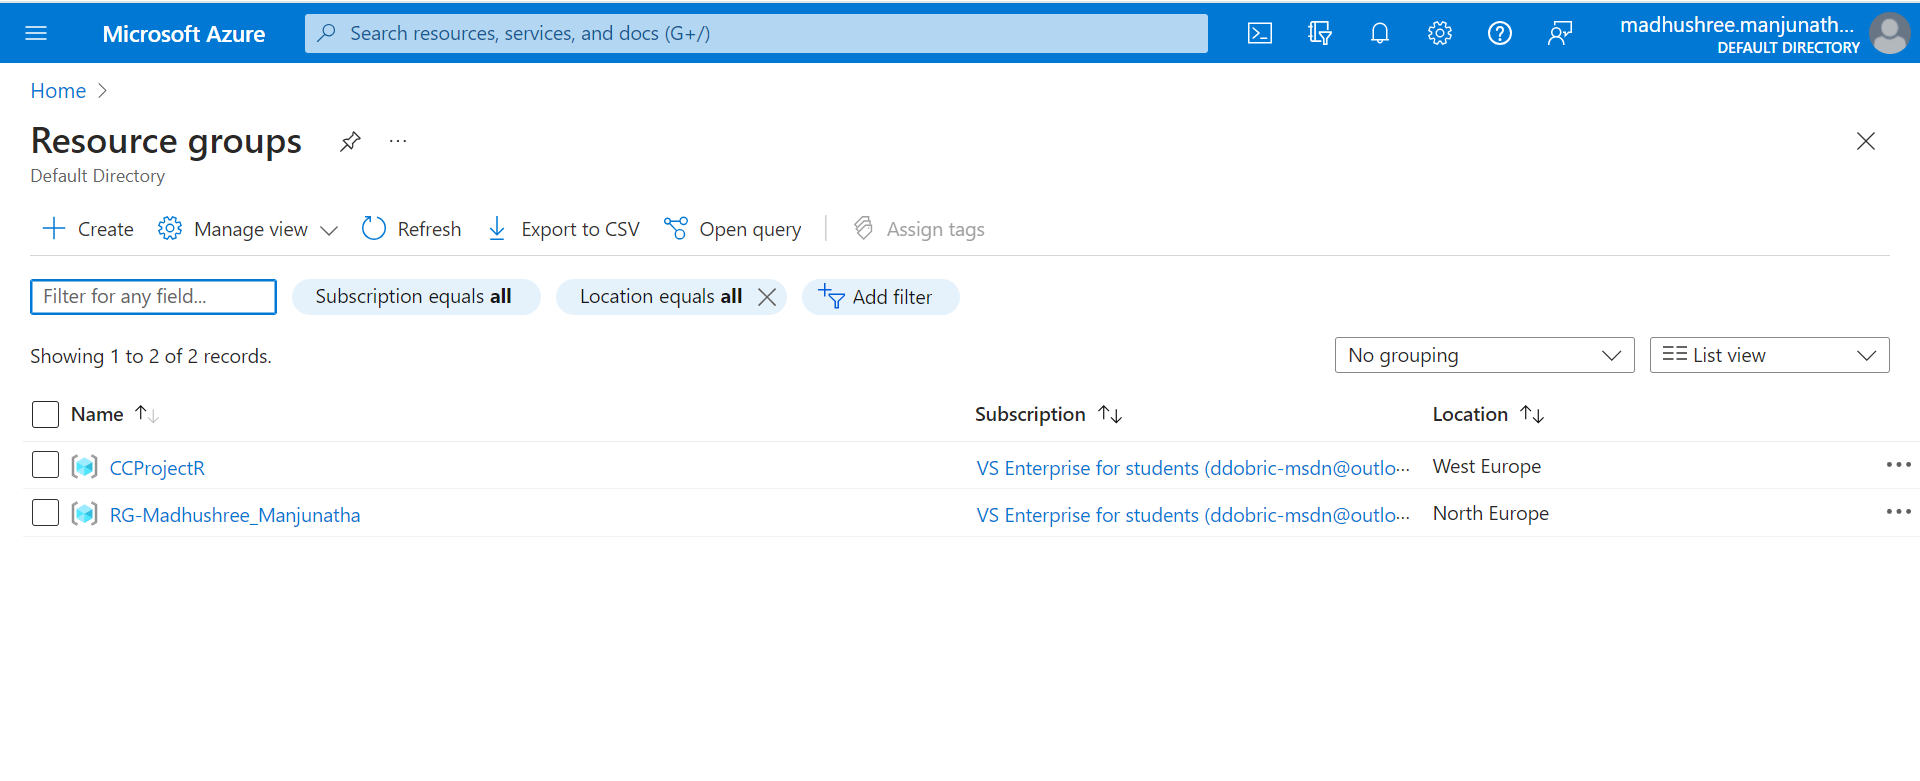 Microsoft Azure
Search resources, services, and docs (G+/)
madhushree.manjunath...
DEFAULT DIRECTORY
Home
Resource groups
Default Directory
Create
Manage view
Refresh
Export to CSV
Open query
Assign tags
Filter for any field...
Subscription equals all
Location equals all
Add filter
Showing 1 to 2 of 2 records.
No grouping
List view
Name
Subscription
Location
CCProjectR
VS Enterprise for students (ddobric-msdn@outlo...
West Europe
RG-Madhushree_Manjunatha
VS Enterprise for students (ddobric-msdn@outlo...
North Europe